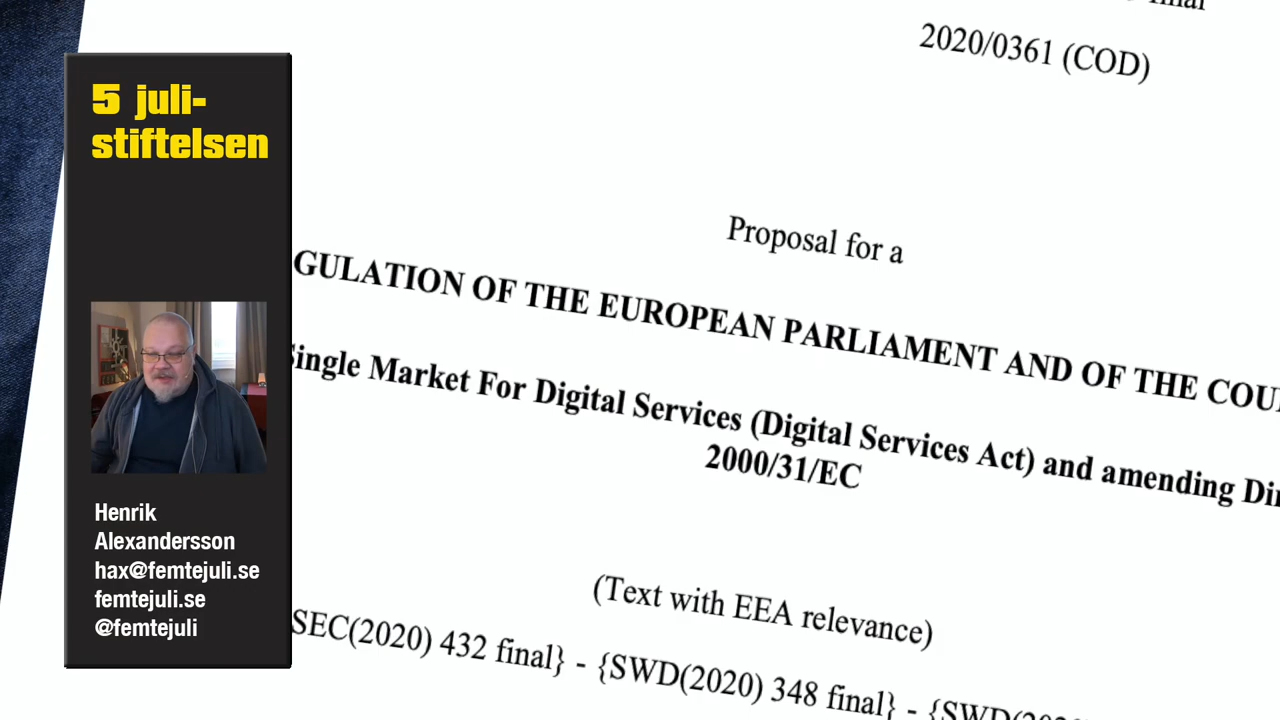 5 juli-
stiftelsen
Henrik
Alexandersson
hax@femtejuli.se
femtejuli.se
@femtejuli
2020/0361 (COD)
Proposal for a
GULATION OF THE EUROPEAN PARLIAMENT AND OF THE COU
Single Market For Digital Services (Digital Services Act) and amending Di
2000/31/EC
(Text with EEA relevance)
SEC(2020) 432 final} - {SWD(2020) 348 final} - {SWD(